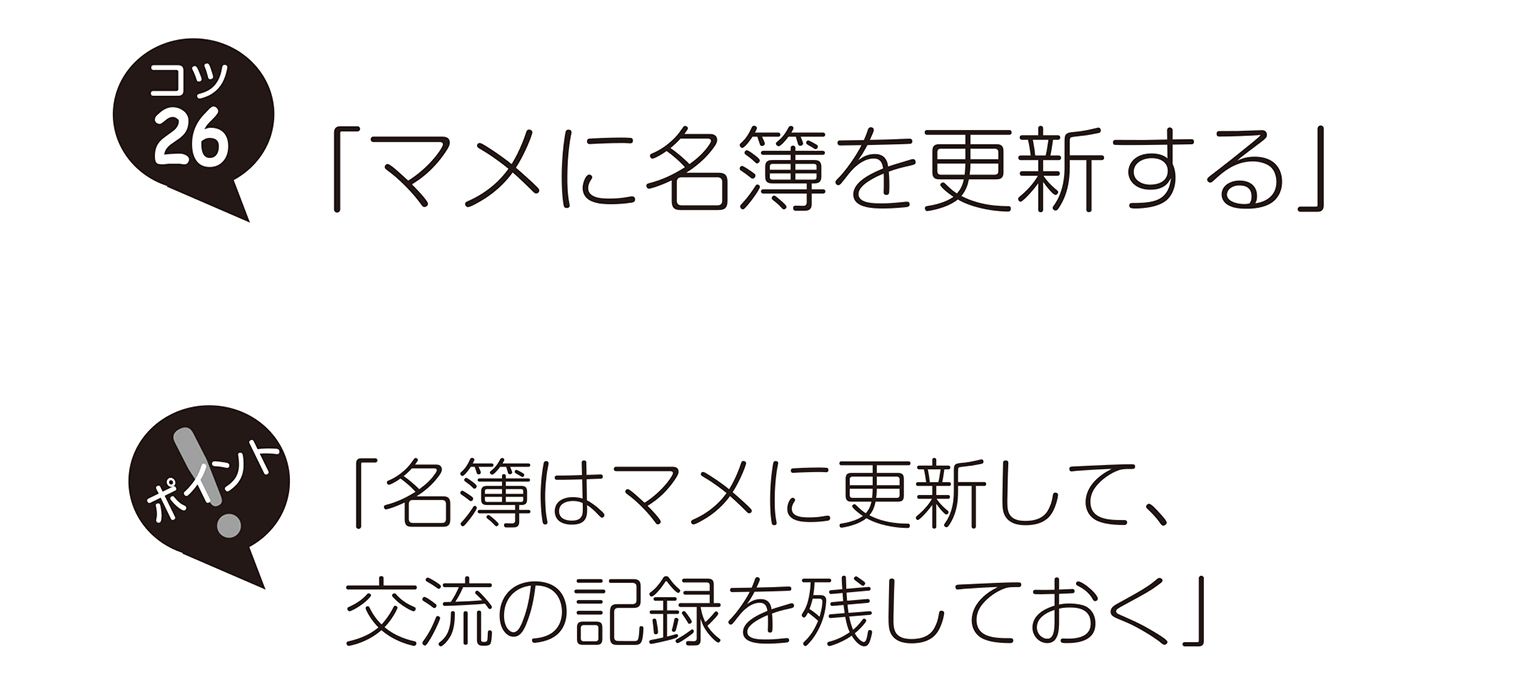 コツ
26
「マメに名簿を更新する」
ポイント
「名簿はマメに更新して、
交流の記録を残しておく」